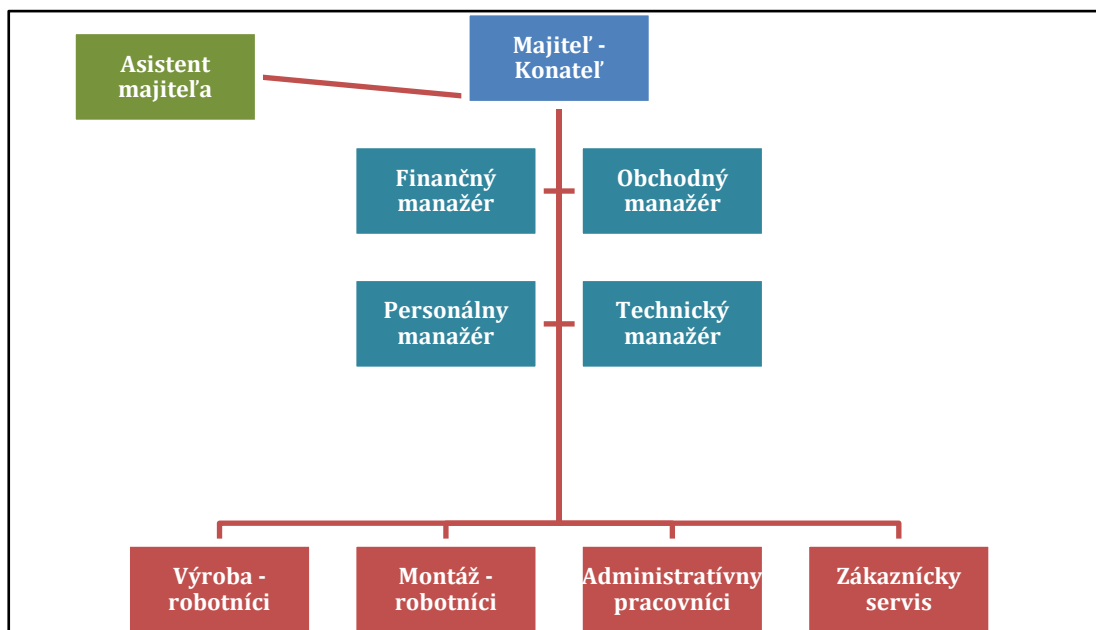 Asistent
majiteľa
Majiteľ -
Konateľ
Finančný
manažér
Obchodný
manažér
Personálny
manažér
Technický
manažér
Výroba -
robotníci
Montáž -
robotníci
Administratívny
pracovníci
Zákaznícky
servis